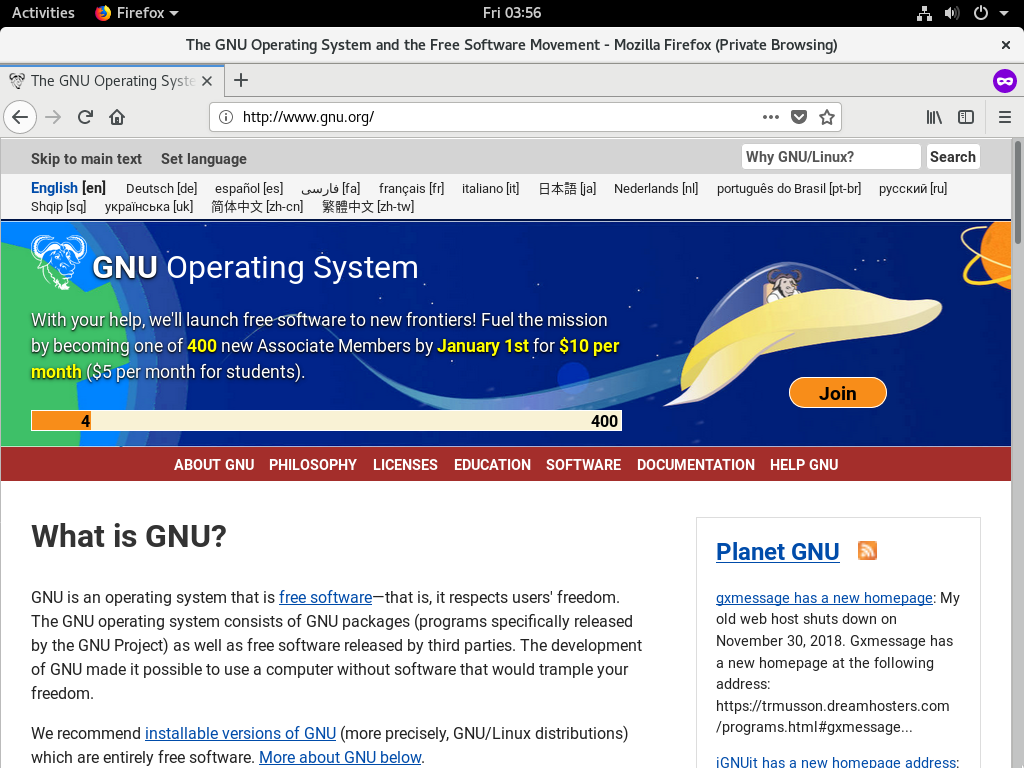 Activities Firefox Fri 03:56
The GNU Operating System and the Free Software Movement - Mozilla Firefox (Private Browsing)
The GNU Operating Syste
http://www.gnu.org/
Skip to main text Set language Why GNU/Linux? Search
English [en] Deutsch [de] español [es] فارسی [fa] français [fr] italiano [it] 日本語 [ja] Nederlands [nl] português do Brasil [pt-br] русский [ru]
Shqip [sq] українська [uk] 简体中文 [zh-cn] 繁體中文 [zh-tw]
GNU Operating System
With your help, we'll launch free software to new frontiers! Fuel the mission
by becoming one of 400 new Associate Members by January 1st for $10 per
month ($5 per month for students).
Join
4 400
ABOUT GNU PHILOSOPHY LICENSES EDUCATION SOFTWARE DOCUMENTATION HELP GNU
What is GNU?
GNU is an operating system that is free software—that is, it respects users' freedom.
The GNU operating system consists of GNU packages (programs specifically released
by the GNU Project) as well as free software released by third parties. The development
of GNU made it possible to use a computer without software that would trample your
freedom.
We recommend installable versions of GNU (more precisely, GNU/Linux distributions)
which are entirely free software. More about GNU below.
Planet GNU
gxmessage has a new homepage: My
old web host shuts down on
November 30, 2018. Gxmessage has
a new homepage at the following
address:
https://trmusson.dreamhosters.com
/programs.html#gxmessage...
iGNUit has a new homepage address: